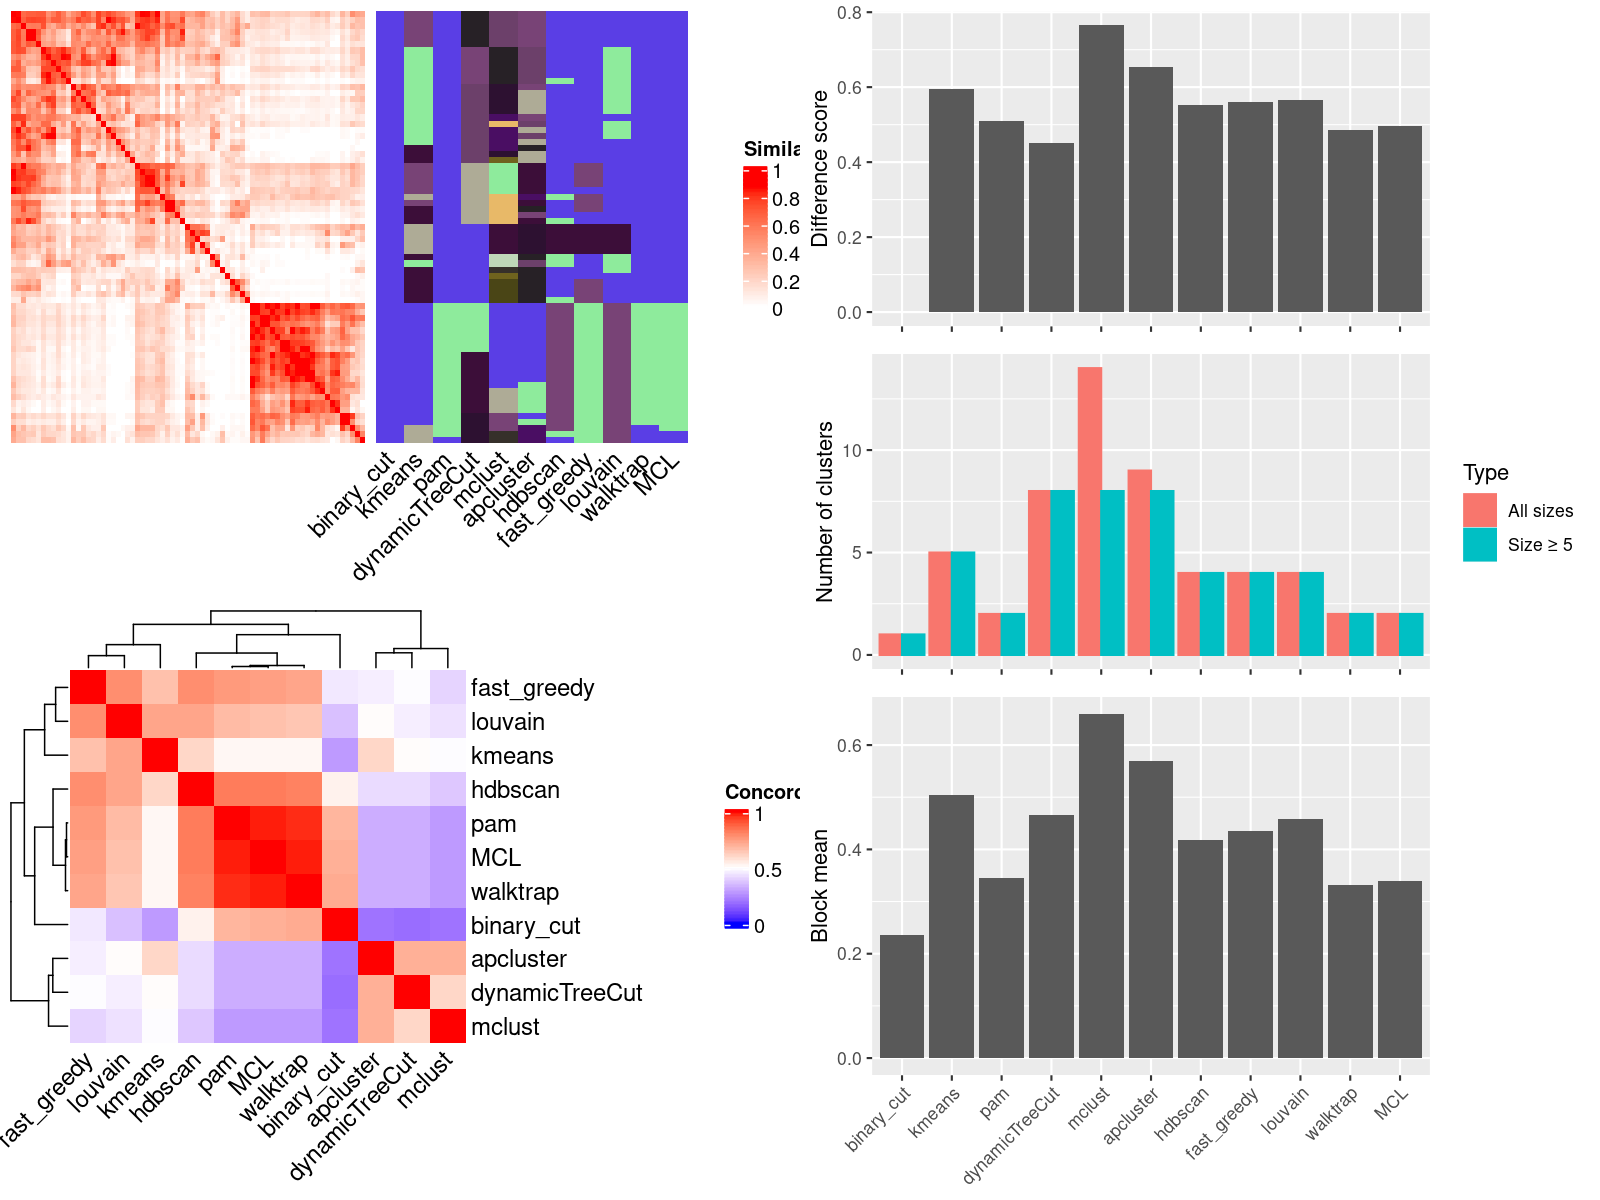 Simila
1
0.8
0.6
0.4
0.2
0
binary_cut
kmeans
pam
dynamicTreeCut
mclust
apcluster
hdbscan
fast_greedy
louvain
walktrap
MCL
fast_greedy
louvain
kmeans
hdbscan
pam
MCL
walktrap
binary_cut
apcluster
dynamicTreeCut
mclust
Concord
1
0.5
0
fast_greedy
louvain
kmeans
hdbscan
pam
MCL
walktrap
binary_cut
apcluster
dynamicTreeCut
mclust
Difference score
0.8
0.6
0.4
0.2
0.0
Number of clusters
10
5
0
Type
All sizes
Size ≥ 5
Block mean
0.6
0.4
0.2
0.0
binary_cut
kmeans
pam
dynamicTreeCut
mclust
apcluster
hdbscan
fast_greedy
louvain
walktrap
MCL